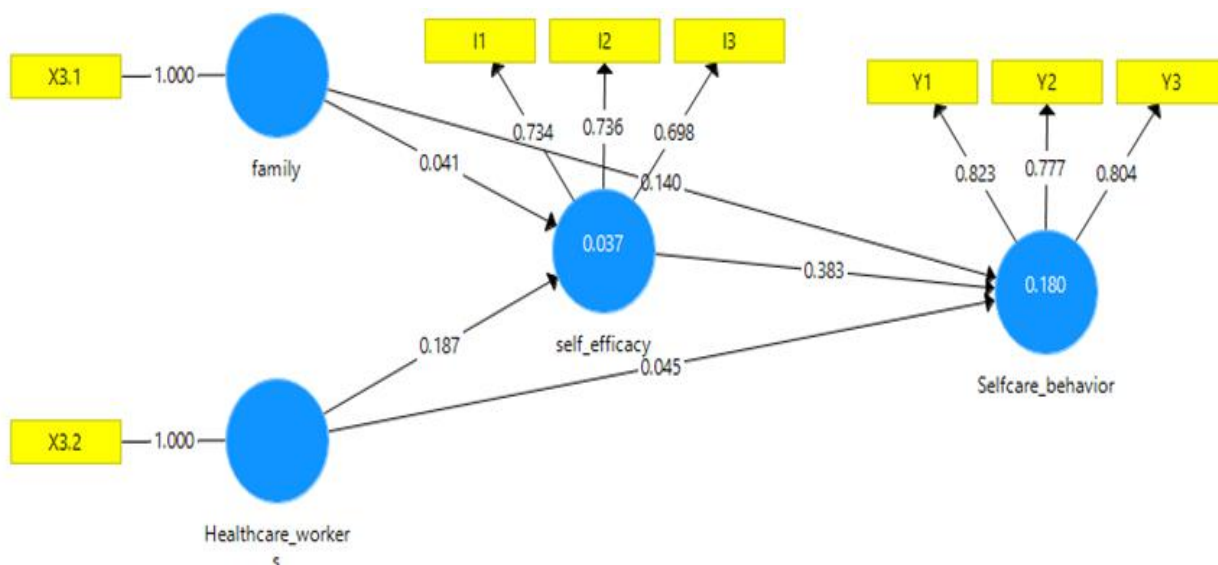 I1
I2
I3
X3.1
1.000
Y1
Y2
Y3
0.734
0.736
0.698
family
0.041
0.140
0.823
0.777
0.804
0.037
0.383
0.180
0.187
self_efficacy
0.045
Selfcare_behavior
X3.2
1.000
Healthcare_worker
s